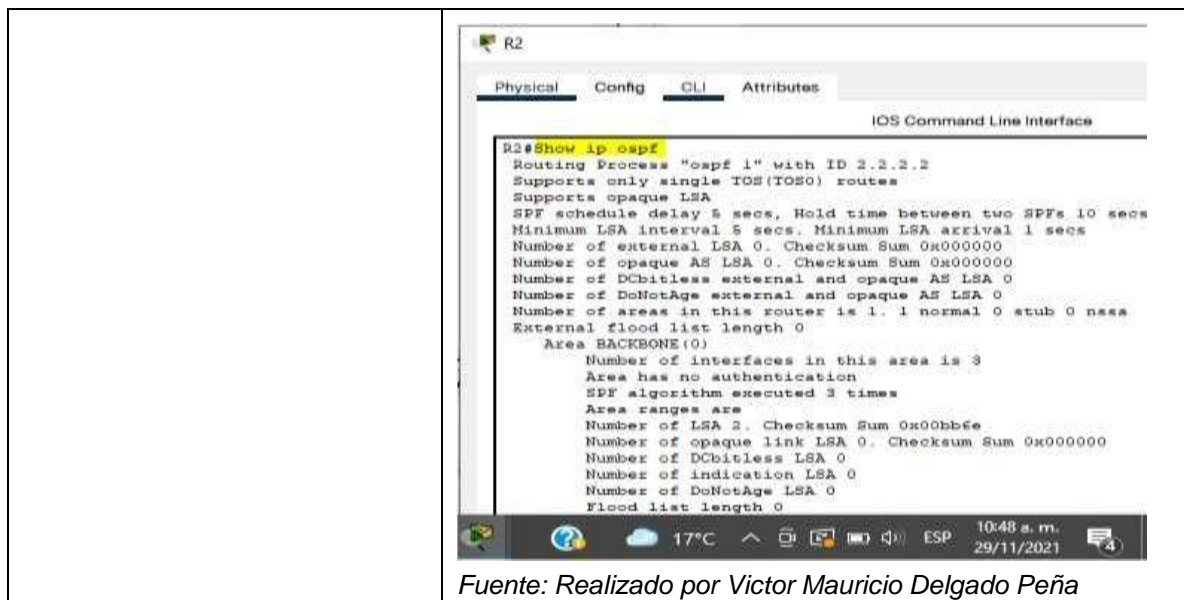 R2
Physical Config CLI Attributes
IOS Command Line Interface
R2#Show ip ospf
Routing Process "ospf 1" with ID 2.2.2.2
Supports only single TOS(TOS0) routes
Supports opaque LSA
SPF schedule delay 5 secs, Hold time between two SPFs 10 secs
Minimum LSA interval 5 secs. Minimum LSA arrival 1 secs
Number of external LSA 0. Checksum Sum 0x000000
Number of opaque AS LSA 0. Checksum Sum 0x000000
Number of DCbitless external and opaque AS LSA 0
Number of DoNotAge external and opaque AS LSA 0
Number of areas in this router is 1. 1 normal 0 stub 0 nssa
External flood list length 0
Area BACKBONE(0)
Number of interfaces in this area is 3
Area has no authentication
SPF algorithm executed 3 times
Area ranges are
Number of LSA 2. Checksum Sum 0x00bb6e
Number of opaque link LSA 0. Checksum Sum 0x000000
Number of DCbitless LSA 0
Number of indication LSA 0
Number of DoNotAge LSA 0
Flood list length 0
17°C ESP 10:48 a. m.
29/11/2021 4
Fuente: Realizado por Victor Mauricio Delgado Peña